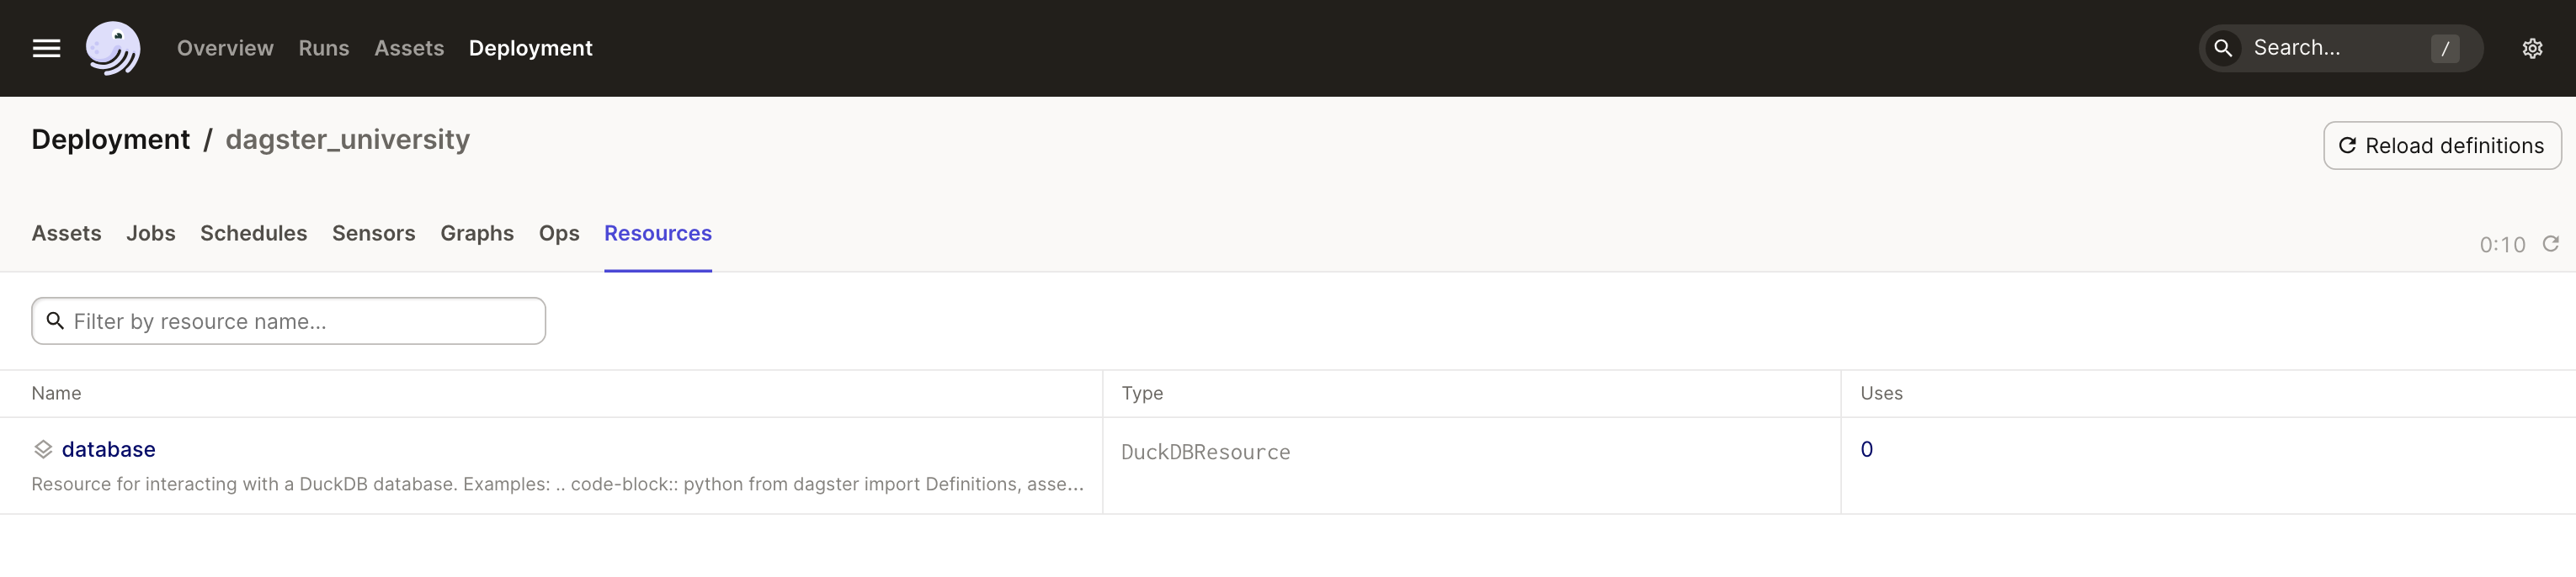 Overview Runs Assets Deployment Search... /
Deployment / dagster_university
Reload definitions
Assets Jobs Schedules Sensors Graphs Ops Resources
0:10
Filter by resource name...
Name Type Uses
database DuckDBResource 0
Resource for interacting with a DuckDB database. Examples: .. code-block:: python from dagster import Definitions, asse...